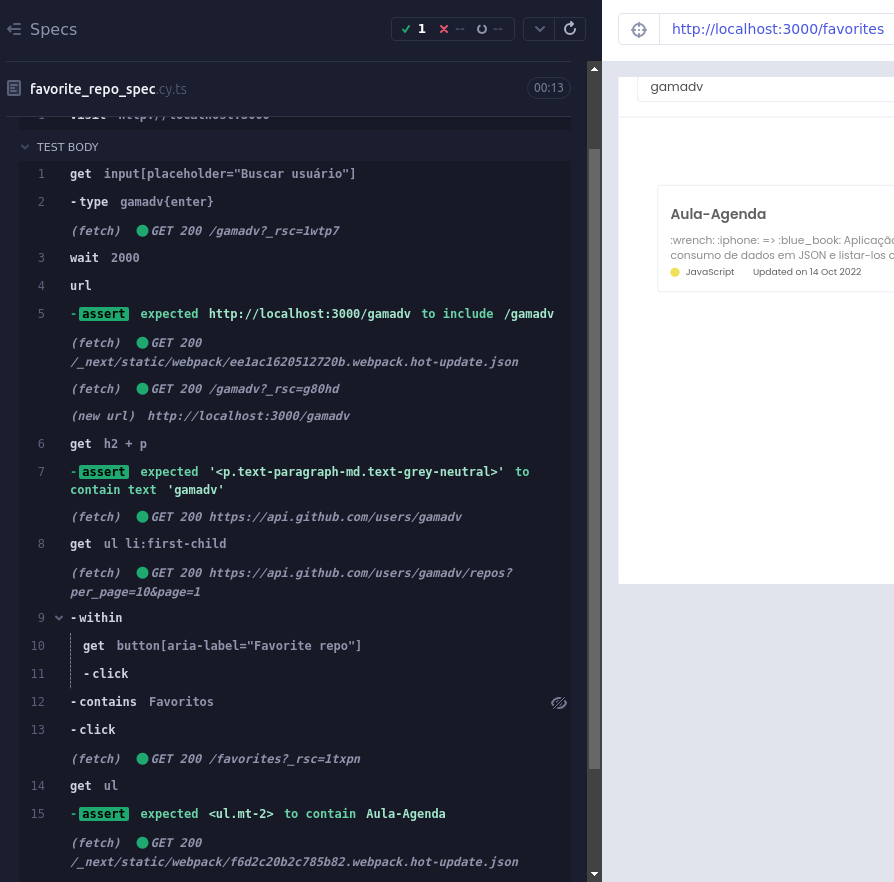 Specs
1 -- --
http://localhost:3000/favorites
favorite_repo_spec.cy.ts
00:13
gamadv
1 visit http://localhost:3000
TEST BODY
1 get input[placeholder="Buscar usuário"]
2 -type gamadv{enter}
(fetch) GET 200 /gamadv?_rsc=1wtp7
3 wait 2000
4 url
5 -assert expected http://localhost:3000/gamadv to include /gamadv
(fetch) GET 200
/_next/static/webpack/ee1ac1620512720b.webpack.hot-update.json
(fetch) GET 200 /gamadv?_rsc=g80hd
(new url) http://localhost:3000/gamadv
6 get h2 + p
7 -assert expected '<p.text-paragraph-md.text-grey-neutral>' to
contain text 'gamadv'
(fetch) GET 200 https://api.github.com/users/gamadv
8 get ul li:first-child
(fetch) GET 200 https://api.github.com/users/gamadv/repos?
per_page=10&page=1
9 -within
10 get button[aria-label="Favorite repo"]
11 -click
12 -contains Favoritos
13 -click
(fetch) GET 200 /favorites?_rsc=1txpn
14 get ul
15 -assert expected <ul.mt-2> to contain Aula-Agenda
(fetch) GET 200
/_next/static/webpack/f6d2c20b2c785b82.webpack.hot-update.json
Aula-Agenda
:wrench: :iphone: => :blue_book: Aplicaçã
consumo de dados em JSON e listar-los
JavaScript Updated on 14 Oct 2022